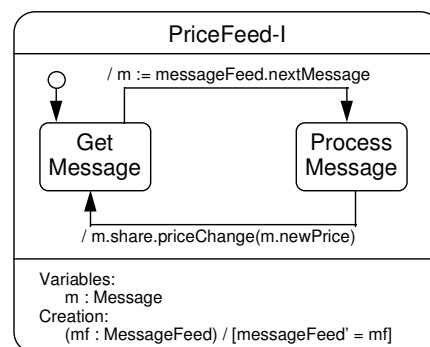 PriceFeed-I
/ m := messageFeed.nextMessage
Get
Message
Process
Message
/ m.share.priceChange(m.newPrice)
Variables:
m : Message
Creation:
(mf : MessageFeed) / [messageFeed' = mf]